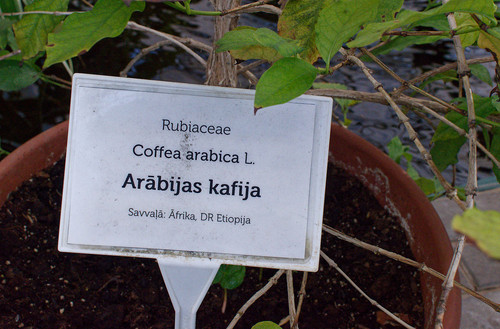 Rubiaceae
Coffea arabica L.
Arābijas kafija
Savvaļā: Āfrika, DR Etiopija